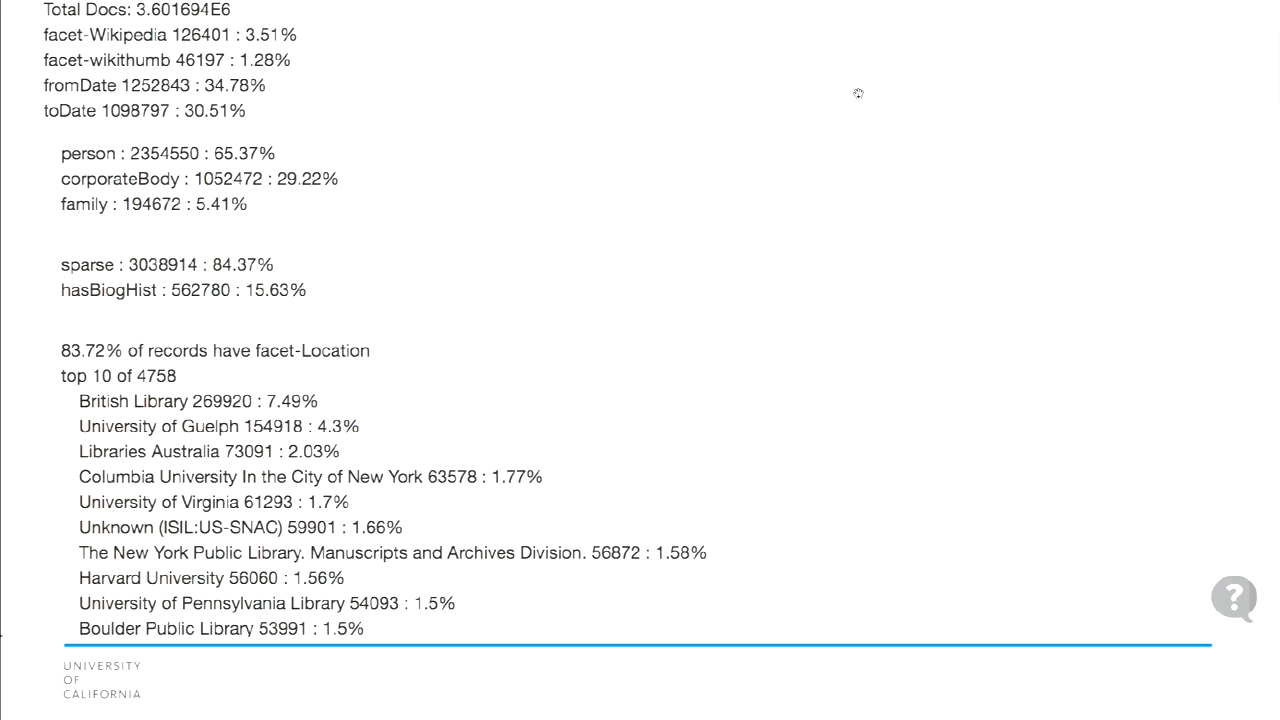 Total Docs: 3.601694E6
facet-Wikipedia 126401 : 3.51%
facet-wikithumb 46197 : 1.28%
fromDate 1252843 : 34.78%
toDate 1098797 : 30.51%
person : 2354550 : 65.37%
corporateBody : 1052472 : 29.22%
family : 194672 : 5.41%
sparse : 3038914 : 84.37%
hasBiogHist : 562780 : 15.63%
83.72% of records have facet-Location
top 10 of 4758
British Library 269920 : 7.49%
University of Guelph 154918 : 4.3%
Libraries Australia 73091 : 2.03%
Columbia University In the City of New York 63578 : 1.77%
University of Virginia 61293 : 1.7%
Unknown (ISIL:US-SNAC) 59901 : 1.66%
The New York Public Library. Manuscripts and Archives Division. 56872 : 1.58%
Harvard University 56060 : 1.56%
University of Pennsylvania Library 54093 : 1.5%
Boulder Public Library 53991 : 1.5%
?
UNIVERSITY
OF
CALIFORNIA